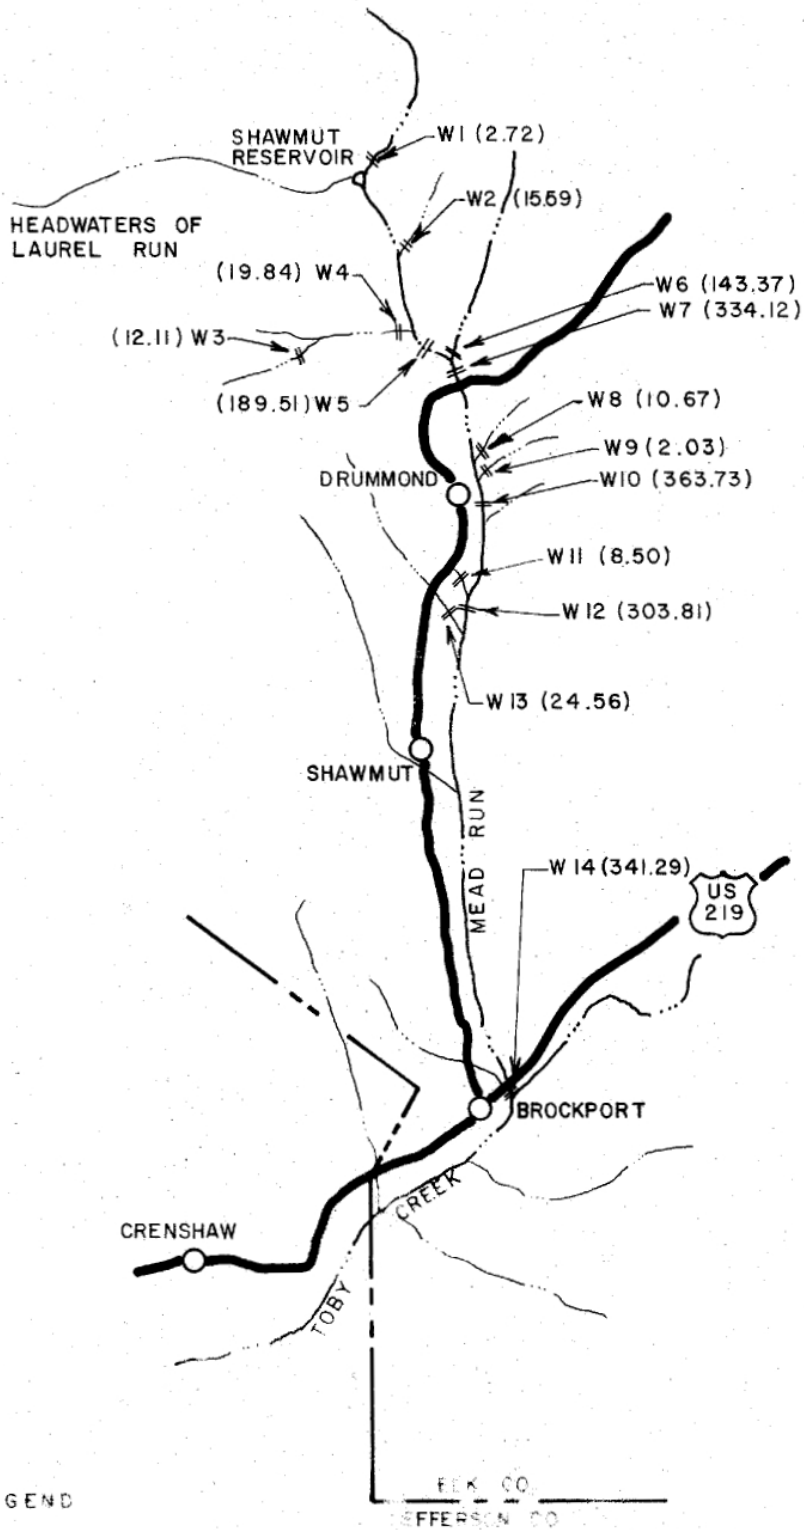 SHAWMUT
RESERVOIR
W1 (2.72)
HEADWATERS OF
LAUREL RUN
W2 (15.59)
(19.84) W4
W6 (143.37)
W7 (334.12)
(12.11) W3
(189.51) W5
W8 (10.67)
W9 (2.03)
DRUMMOND
W10 (363.73)
W11 (8.50)
W12 (303.81)
W13 (24.56)
SHAWMUT
MEAD RUN
W14 (341.29)
US
219
BROCKPORT
CREEK
CRENSHAW
TOBY
ELK CO.
GEND
EFFERSON CO